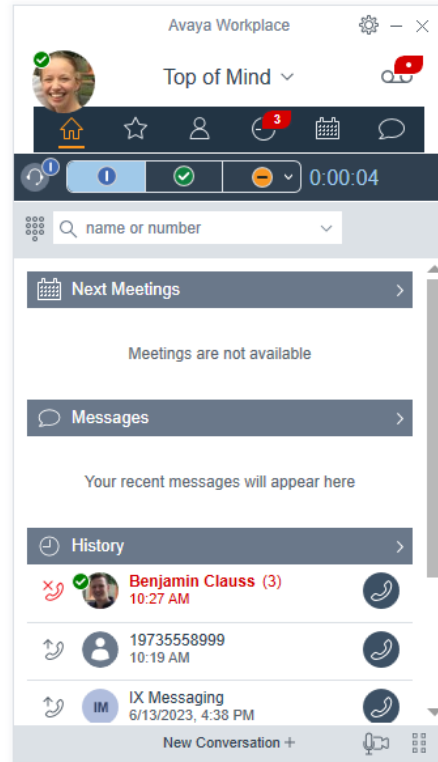 Avaya Workplace
Top of Mind
3
0:00:04
name or number
Next Meetings
Meetings are not available
Messages
Your recent messages will appear here
History
Benjamin Clauss (3)
10:27 AM
19735558999
10:19 AM
IM
IX Messaging
6/13/2023, 4:38 PM
New Conversation +